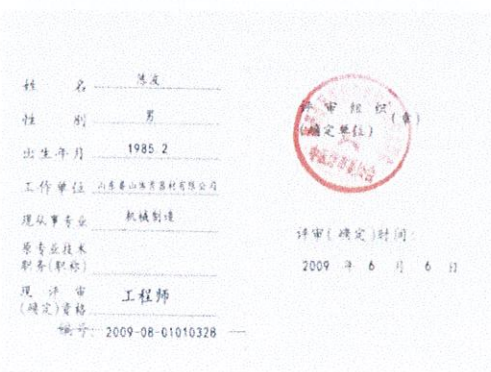 姓 名
性 别 男
出生年月 1985.2
工作单位 山东泰山体育器材有限公司
现从事专业 机械制造
原专业技术
职务(职称)
现 评 审
(确定)资格 工程师
编号: 2009-08-01010328
评 审 组 织
(确定单位) (章)
评审(确定)时间:
2009 年 6 月 6 日